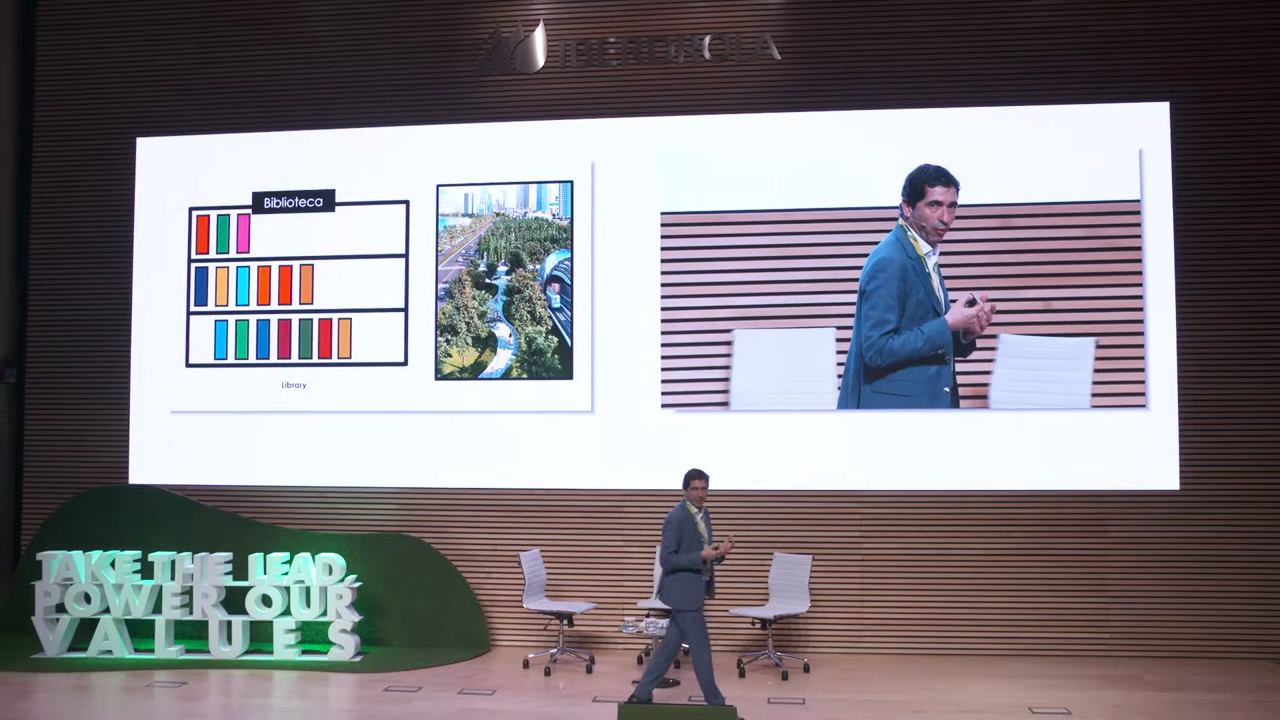 IBERDROLA
Biblioteca
Library
TAKE THE LEAD,
POWER OUR
VALUES